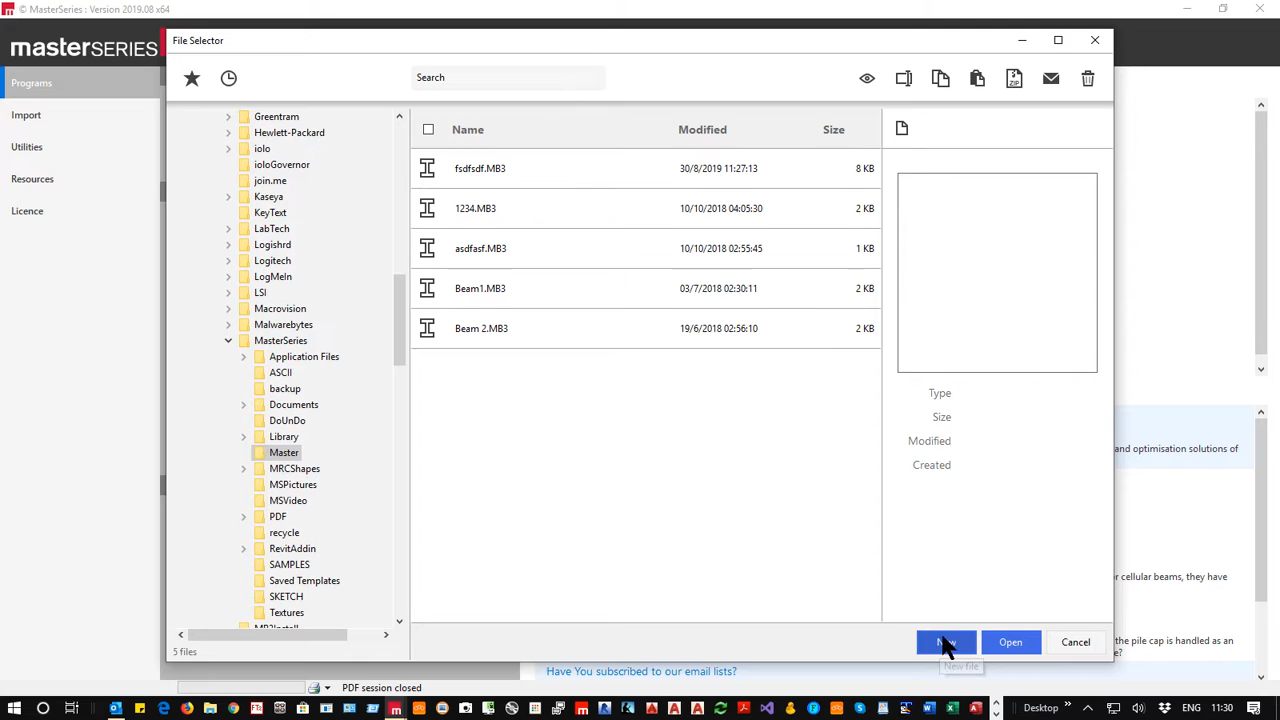 © MasterSeries : Version 2019.08 x64
masterSERIES
Programs
Import
Utilities
Resources
Licence
File Selector
Search
Greentram
Hewlett-Packard
iolo
ioloGovernor
join.me
Kaseya
KeyText
LabTech
Logishrd
Logitech
LogMeIn
LSI
Macrovision
Malwarebytes
MasterSeries
Application Files
ASCII
backup
Documents
DoUnDo
Library
Master
MRCShapes
MSPictures
MSVideo
PDF
recycle
RevitAddin
SAMPLES
Saved Templates
SKETCH
Textures
5 files
Name Modified Size
fsdfsdf.MB3 30/8/2019 11:27:13 8 KB
1234.MB3 10/10/2018 04:05:30 2 KB
asdfasf.MB3 10/10/2018 02:55:45 1 KB
Beam1.MB3 03/7/2018 02:30:11 2 KB
Beam 2.MB3 19/6/2018 02:56:10 2 KB
ZIP
Type
Size
Modified
Created
New Open Cancel
New file
and optimisation solutions of
r cellular beams, they have
the pile cap is handled as an
e?
Have You subscribed to our email lists?
PDF session closed
Desktop ENG 11:30